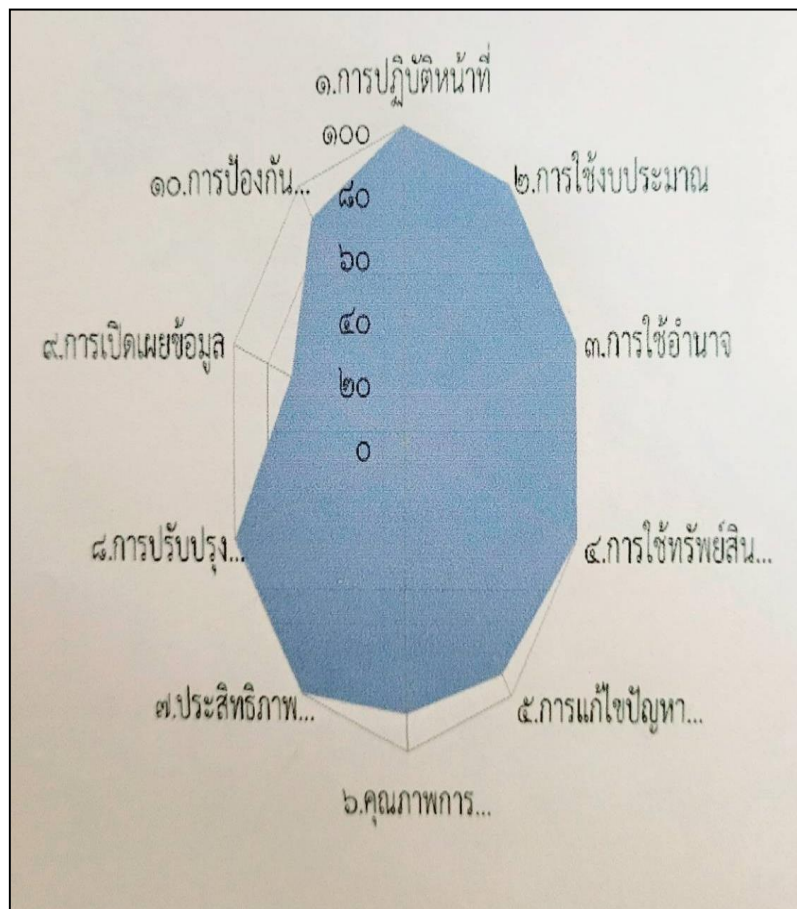 ๑.การปฏิบัติหน้าที่
๑๐๐
๑๐.การป้องกัน...
๘๐
๒.การใช้งบประมาณ
๖๐
๙.การเปิดเผยข้อมูล
๔๐
๓.การใช้อำนาจ
๒๐
๐
๘.การปรับปรุง...
๔.การใช้ทรัพย์สิน...
๗.ประสิทธิภาพ...
๕.การแก้ไขปัญหา...
๖.คุณภาพการ...